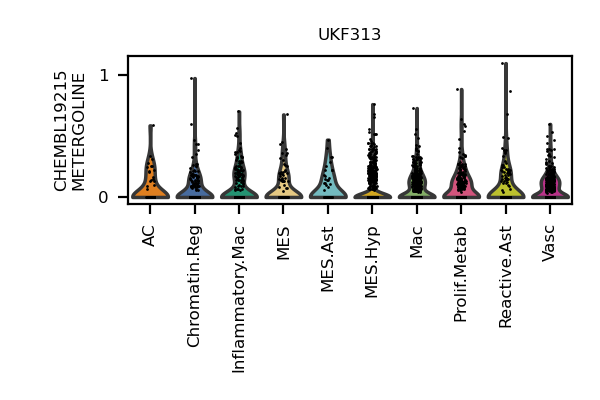 UKF313
CHEMBL19215
METERGOLINE
1
0
AC
Chromatin.Reg
Inflammatory.Mac
MES
MES.Ast
MES.Hyp
Mac
Prolif.Metab
Reactive.Ast
Vasc